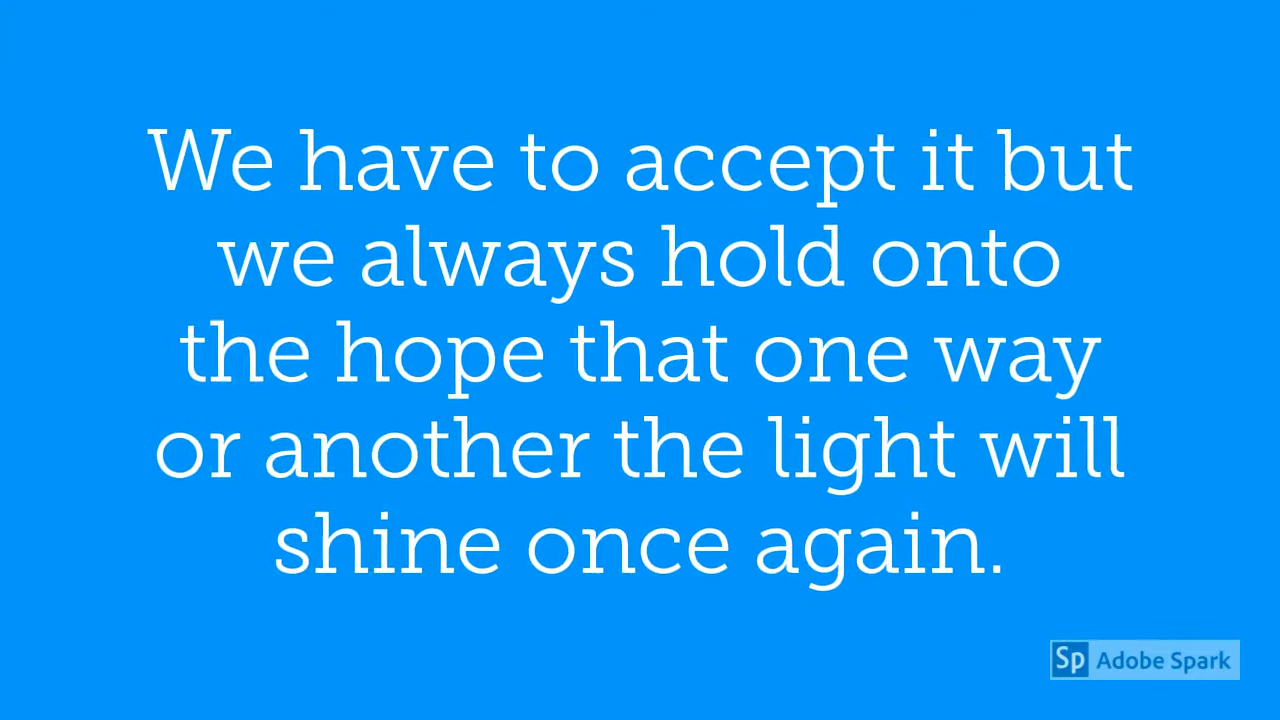 We have to accept it but
we always hold onto
the hope that one way
or another the light will
shine once again.
Sp Adobe Spark